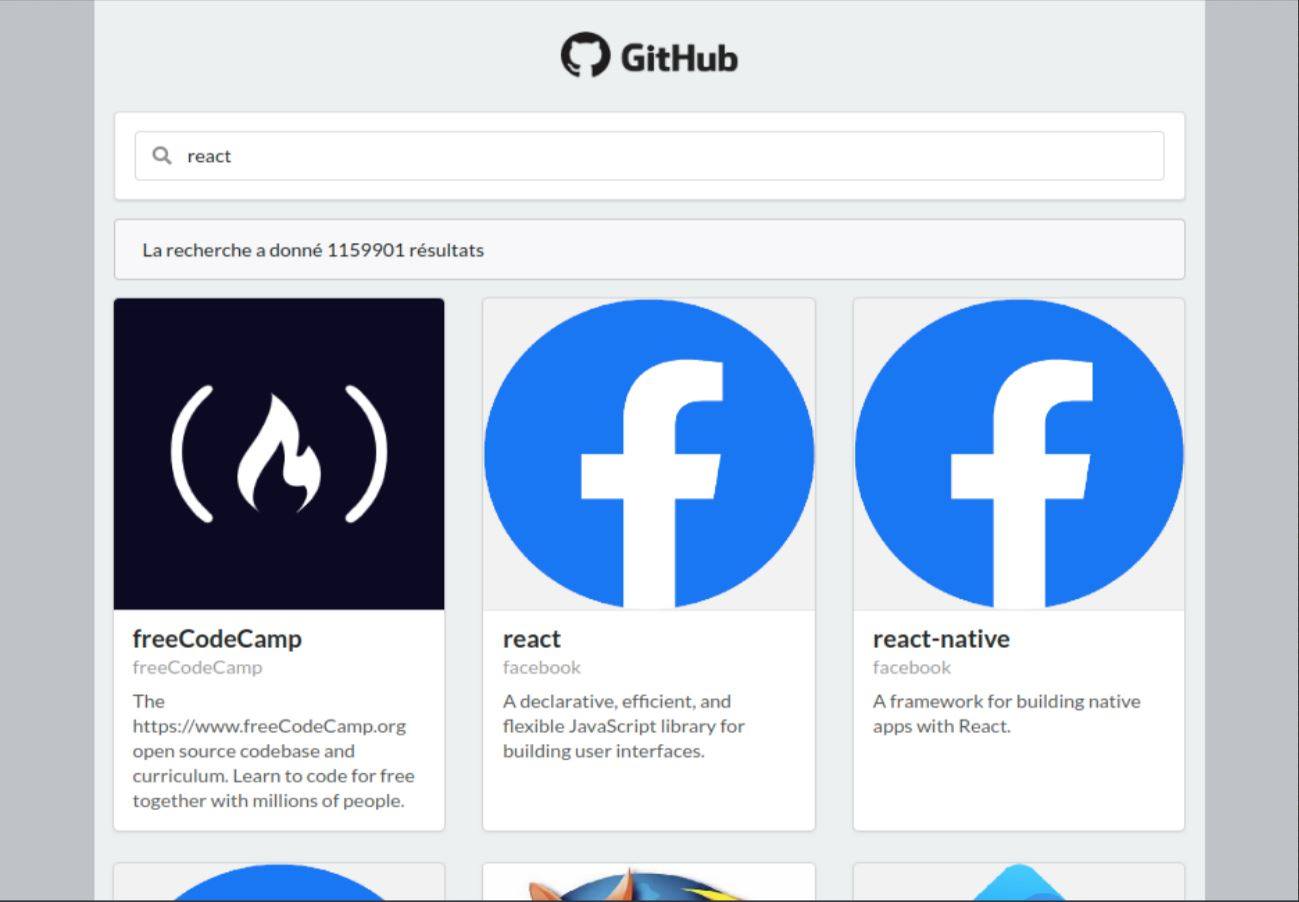 GitHub
react
La recherche a donné 1159901 résultats
freeCodeCamp
freeCodeCamp
The
https://www.freeCodeCamp.org
open source codebase and
curriculum. Learn to code for free
together with millions of people.
react
facebook
A declarative, efficient, and
flexible JavaScript library for
building user interfaces.
react-native
facebook
A framework for building native
apps with React.